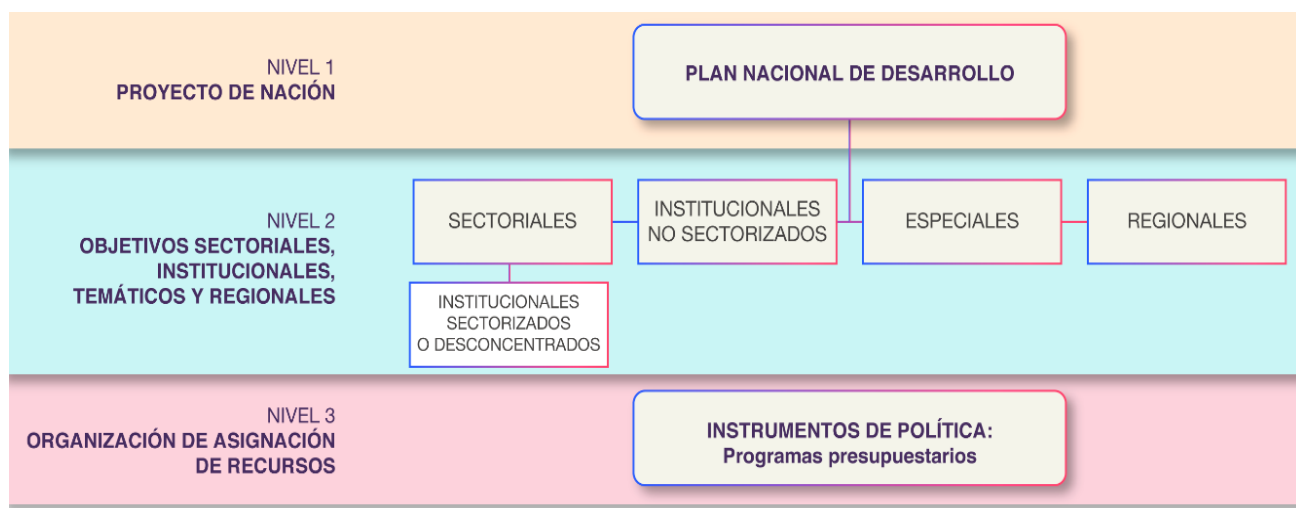 NIVEL 1
PROYECTO DE NACIÓN
PLAN NACIONAL DE DESARROLLO
NIVEL 2
OBJETIVOS SECTORIALES,
INSTITUCIONALES,
TEMÁTICOS Y REGIONALES
SECTORIALES
INSTITUCIONALES
NO SECTORIZADOS
ESPECIALES
REGIONALES
INSTITUCIONALES
SECTORIZADOS
O DESCONCENTRADOS
NIVEL 3
ORGANIZACIÓN DE ASIGNACIÓN
DE RECURSOS
INSTRUMENTOS DE POLÍTICA:
Programas presupuestarios